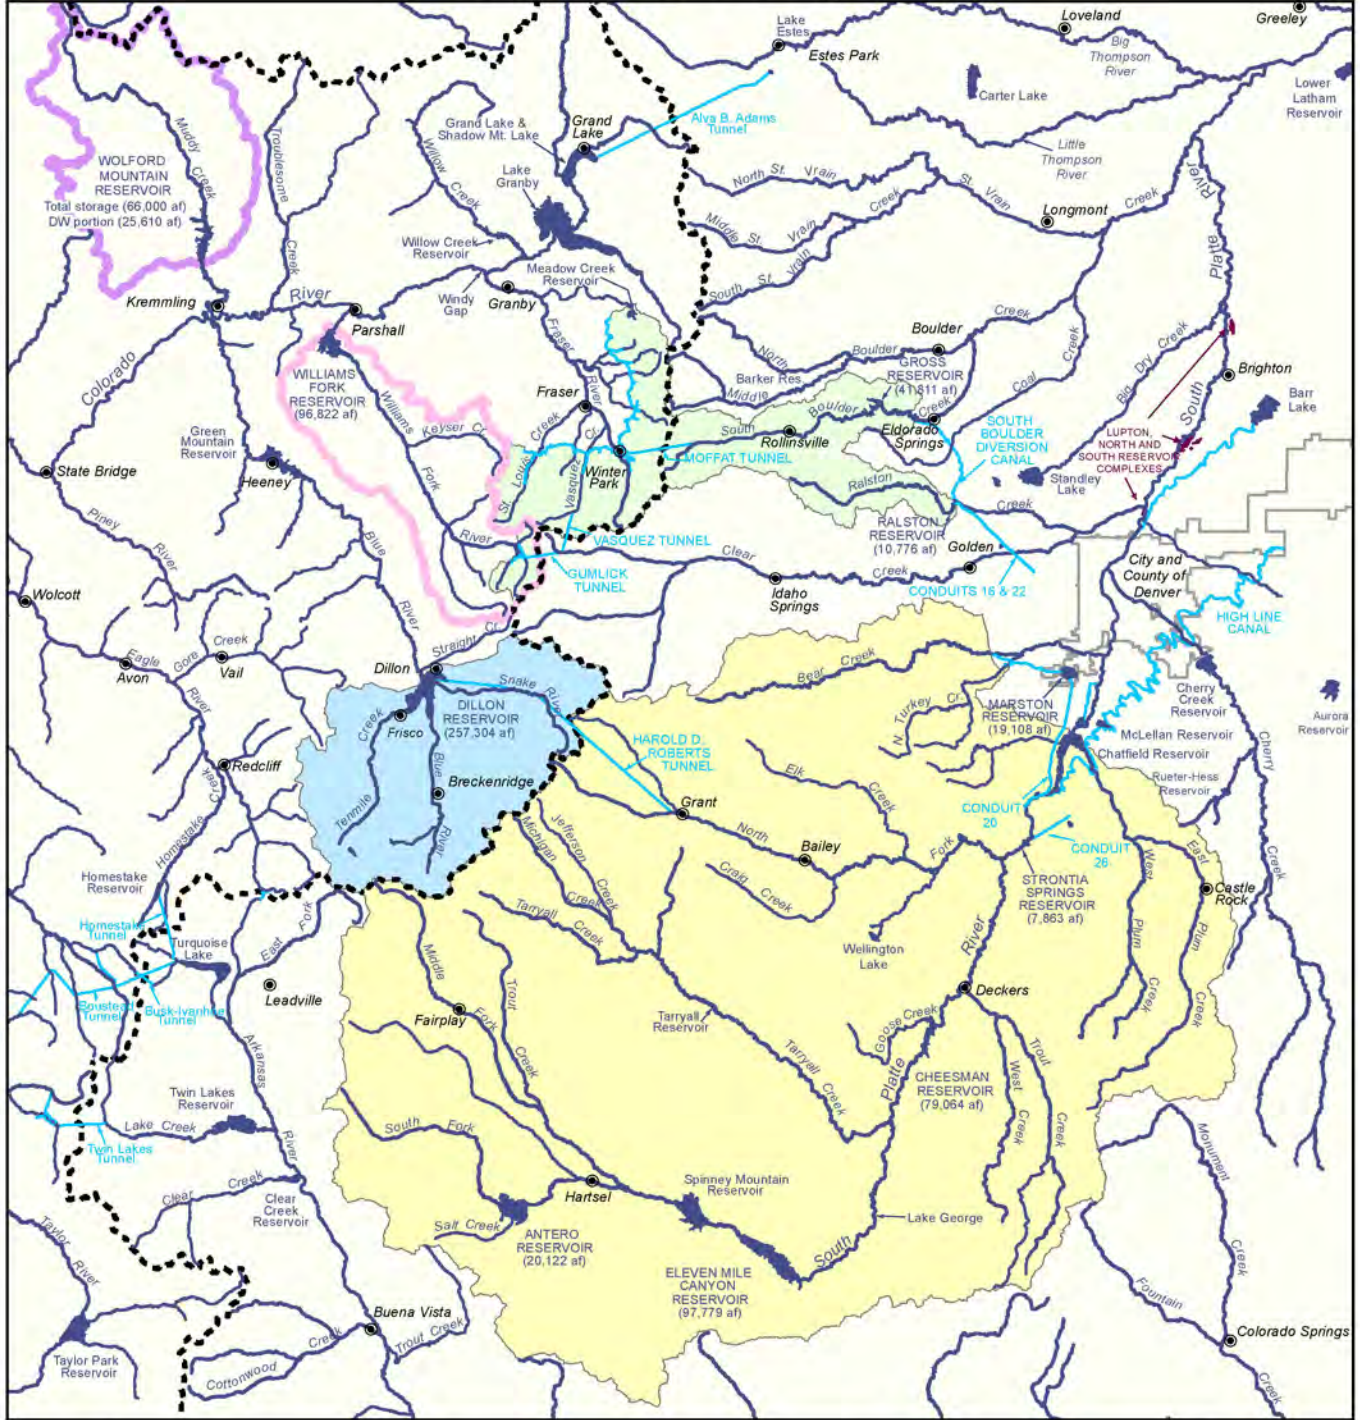 Loveland
Greeley
Lake
Estes
Estes Park
Big
Thompson
River
Carter Lake
Lower
Latham
Reservoir
Muddy Creek
Troublesome
Creek
Grand Lake &
Shadow Mt. Lake
Grand
Lake
Alva B. Adams
Tunnel
Little
Thompson
River
WOLFORD
MOUNTAIN
RESERVOIR
Total storage (66,000 af)
DW portion (25,610 af)
Willow
Creek
Lake
Granby
North St. Vrain
St. Vrain
Creek
River
Longmont
Middle St. Vrain Creek
Willow Creek
Reservoir
Meadow Creek
Reservoir
South St. Vrain
Platte
Kremmling
River
Parshall
Windy
Gap
Granby
Fraser
River
Creek
Boulder
North Boulder
Colorado
WILLIAMS
FORK
RESERVOIR
(96,822 af)
Barker Res.
Middle
GROSS
RESERVOIR
(41,811 af)
Coal
Creek
Big Dry Creek
Brighton
Fraser
Williams
Fork
Keyser Cr.
Creek
St. Louis
Vasquez
Cr.
South
Boulder
Creek
Rollinsville
Eldorado
Springs
SOUTH
BOULDER
DIVERSION
CANAL
South
Barr
Lake
LUPTON,
NORTH AND
SOUTH RESERVOIR
COMPLEXES
Green
Mountain
Reservoir
State Bridge
Heeney
Winter
Park
MOFFAT TUNNEL
Ralston
Creek
Standley
Lake
Piney
River
Blue
River
River
VASQUEZ TUNNEL
GUMLICK
TUNNEL
Clear
Creek
RALSTON
RESERVOIR
(10,776 af)
Golden
CONDUITS 16 & 22
City and
County of
Denver
HIGH LINE
CANAL
Wolcott
Idaho
Springs
Eagle
Avon
Gore
Creek
Vail
River
Straight Cr.
Dillon
Snake River
DILLON
RESERVOIR
(257,304 af)
Frisco
Bear Creek
N. Turkey Cr.
MARSTON
RESERVOIR
(19,108 af)
Cherry
Creek
Reservoir
McLellan Reservoir
Chatfield Reservoir
Aurora
Reservoir
Redcliff
Tenmile
Creek
Blue
River
Breckenridge
HAROLD D.
ROBERTS
TUNNEL
Elk
Creek
Rueter-Hess
Reservoir
Cherry
Creek
Homestake
Creek
Grant
North
Fork
Bailey
CONDUIT
20
CONDUIT
26
Homestake
Reservoir
Michigan
Creek
Jefferson
Creek
Craig
Creek
STRONTIA
SPRINGS
RESERVOIR
(7,863 af)
West
Plum
Creek
East
Plum
Creek
Castle
Rock
Homestake
Tunnel
Turquoise
Lake
East Fork
Tarryall
Creek
Wellington
Lake
River
Middle
Fork
Trout
Creek
Leadville
Boustead
Tunnel
Busk-Ivanhoe
Tunnel
Deckers
Fairplay
Tarryall
Reservoir
Goose Creek
Arkansas
River
Tarryall
Creek
Platte
CHEESMAN
RESERVOIR
(79,064 af)
West
Creek
Trout
Creek
Twin Lakes
Reservoir
Lake Creek
Twin Lakes
Tunnel
South Fork
Monument
Creek
Clear Creek
Clear
Creek
Reservoir
Hartsel
Spinney Mountain
Reservoir
Lake George
Salt Creek
ANTERO
RESERVOIR
(20,122 af)
South
Taylor
River
ELEVEN MILE
CANYON
RESERVOIR
(97,779 af)
Fountain
Creek
Buena Vista
Trout Creek
Colorado Springs
Taylor Park
Reservoir
Cottonwood
Creek